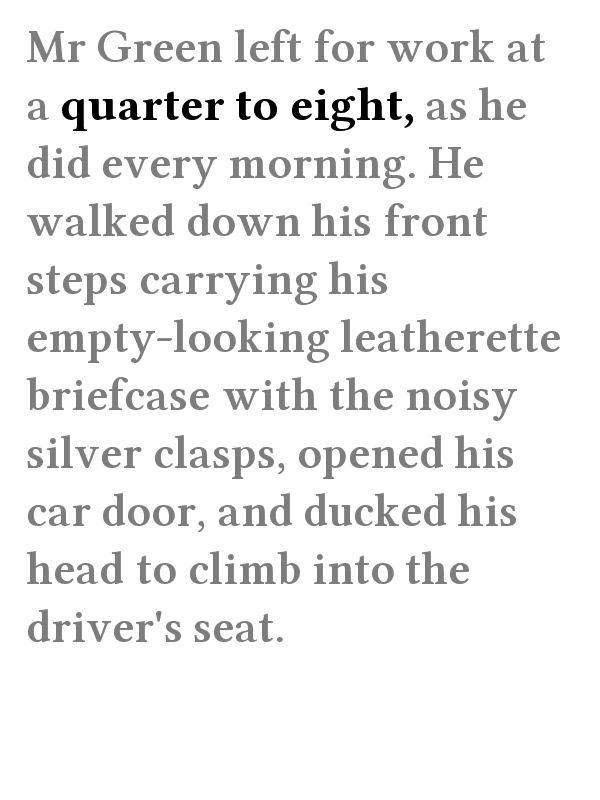 Mr Green left for work at
a quarter to eight, as he
did every morning. He
walked down his front
steps carrying his
empty-looking leatherette
briefcase with the noisy
silver clasps, opened his
car door, and ducked his
head to climb into the
driver's seat.